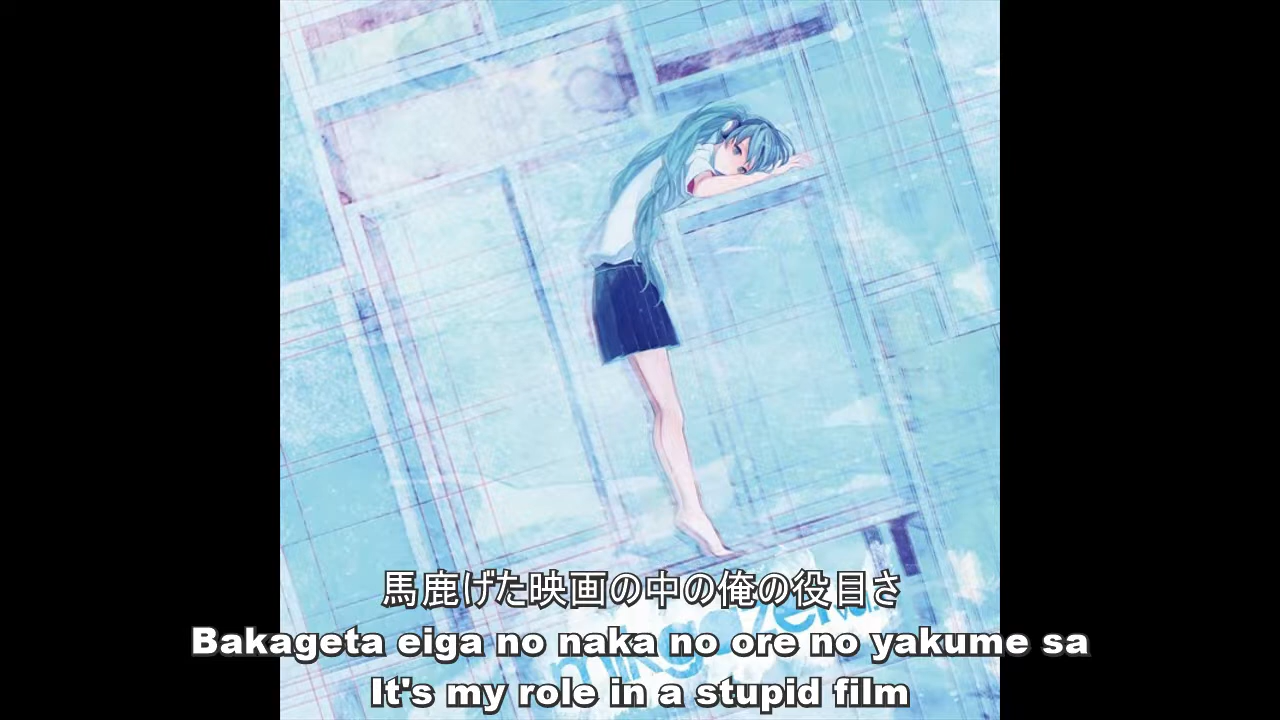 馬鹿げた映画の中の俺の役目さ
Bakageta eiga no naka no ore no yakume sa
It's my role in a stupid film